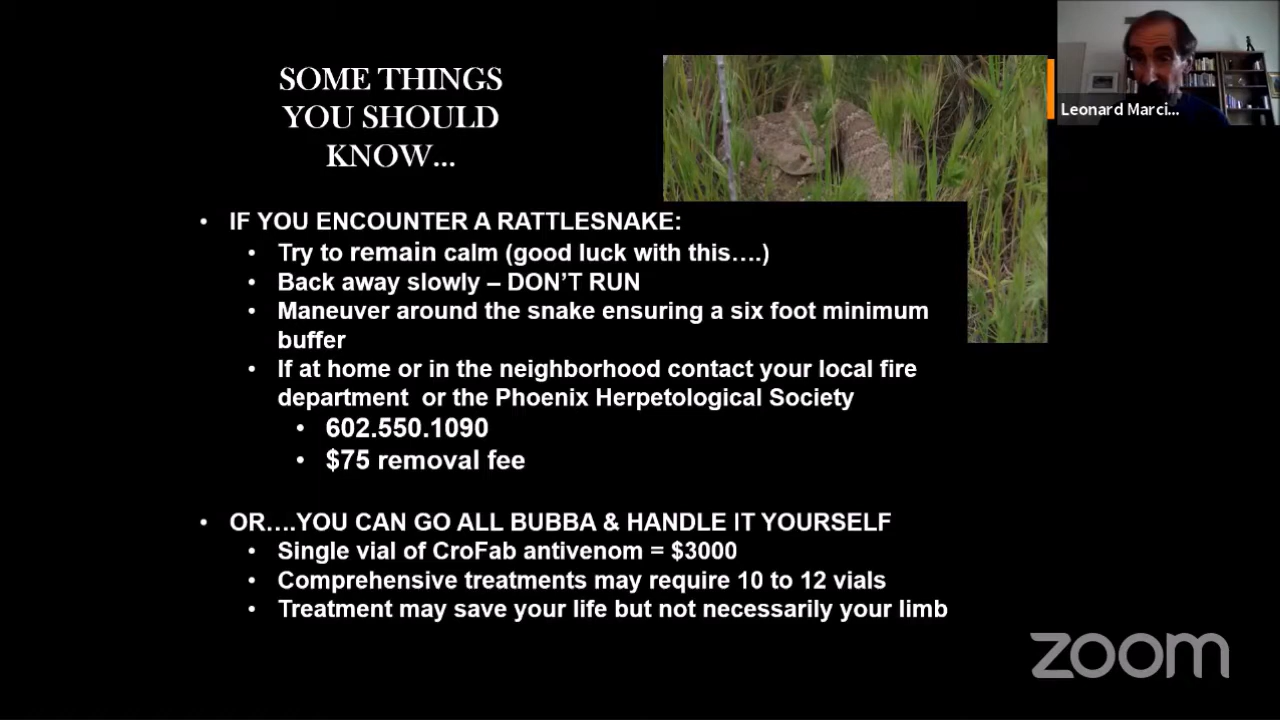 SOME THINGS
YOU SHOULD
KNOW...
Leonard Marci...
• IF YOU ENCOUNTER A RATTLESNAKE:
• Try to remain calm (good luck with this….)
• Back away slowly – DON'T RUN
• Maneuver around the snake ensuring a six foot minimum
buffer
• If at home or in the neighborhood contact your local fire
department or the Phoenix Herpetological Society
• 602.550.1090
• $75 removal fee
• OR….YOU CAN GO ALL BUBBA & HANDLE IT YOURSELF
• Single vial of CroFab antivenom = $3000
• Comprehensive treatments may require 10 to 12 vials
• Treatment may save your life but not necessarily your limb
zoom